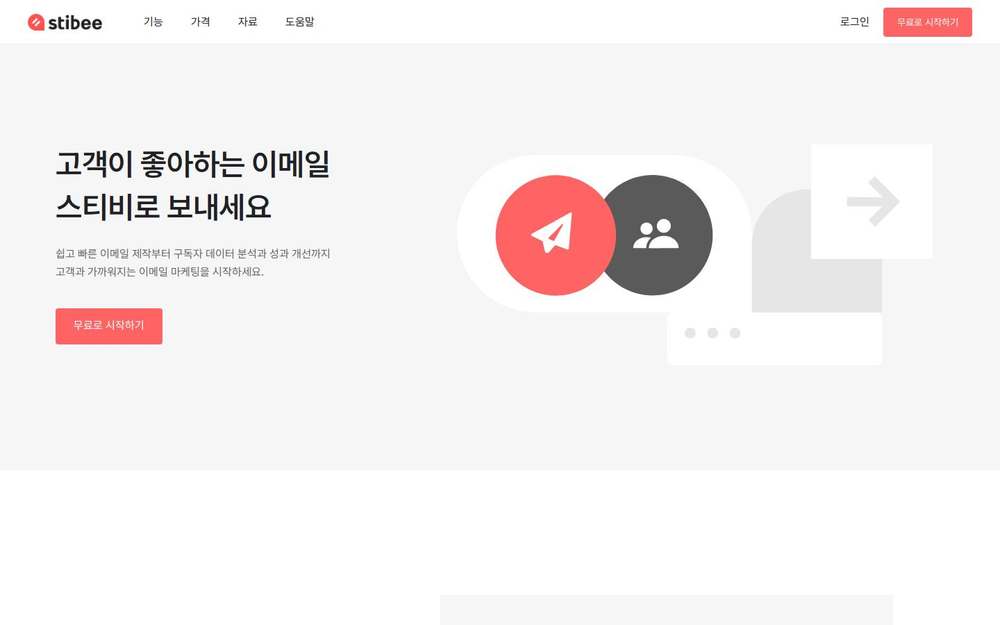 stibee
기능
가격
자료
도움말
로그인
무료로 시작하기
고객이 좋아하는 이메일
스티비로 보내세요
쉽고 빠른 이메일 제작부터 구독자 데이터 분석과 성과 개선까지
고객과 가까워지는 이메일 마케팅을 시작하세요.
무료로 시작하기